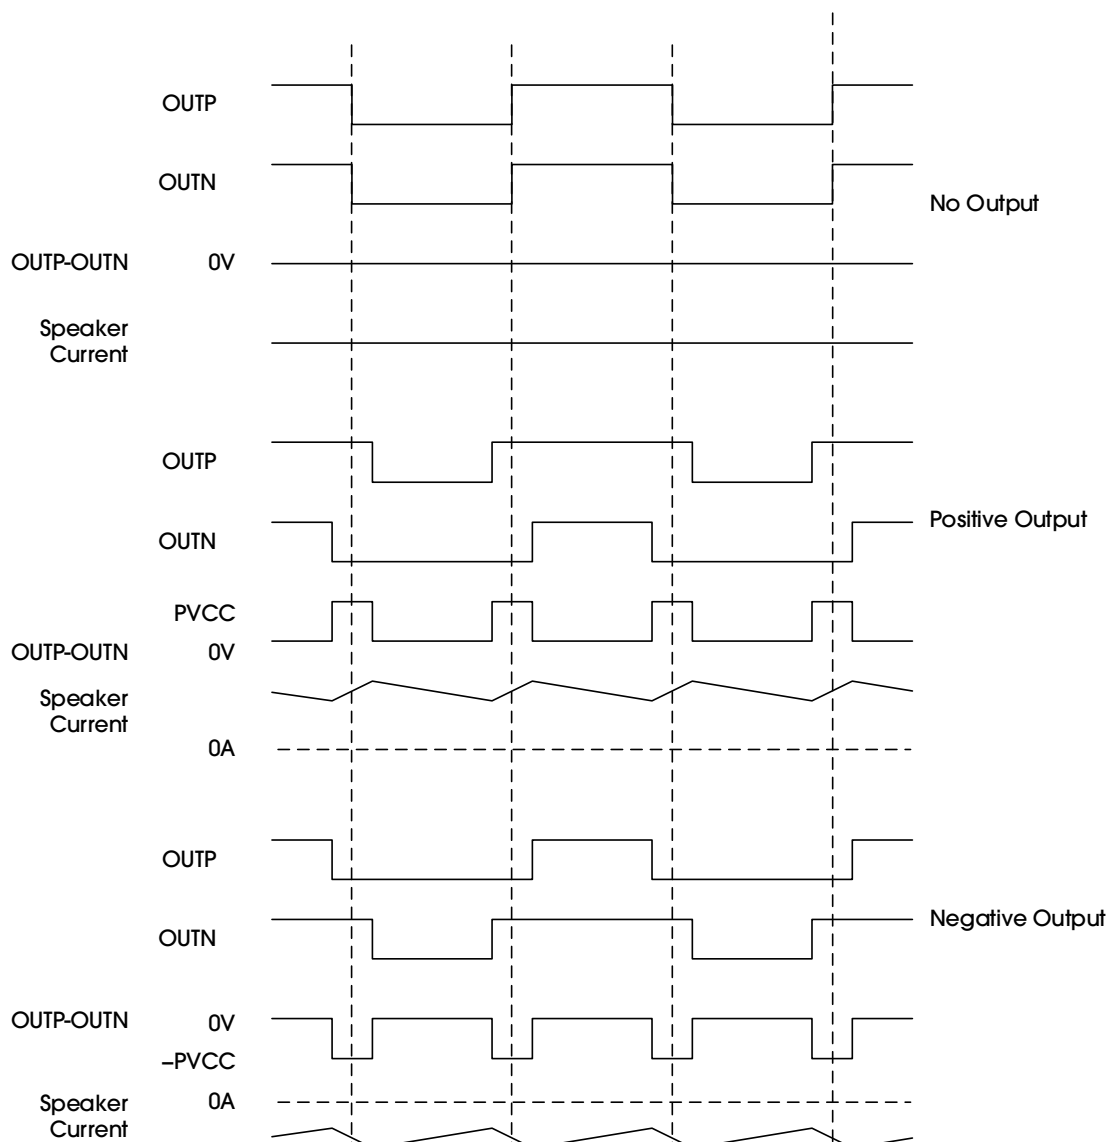 OUTP
OUTN
No Output
OUTP-OUTN 0V
Speaker
Current
OUTP
Positive Output
OUTN
PVCC
OUTP-OUTN 0V
Speaker
Current
0A
OUTP
Negative Output
OUTN
OUTP-OUTN 0V
–PVCC
0A
Speaker
Current